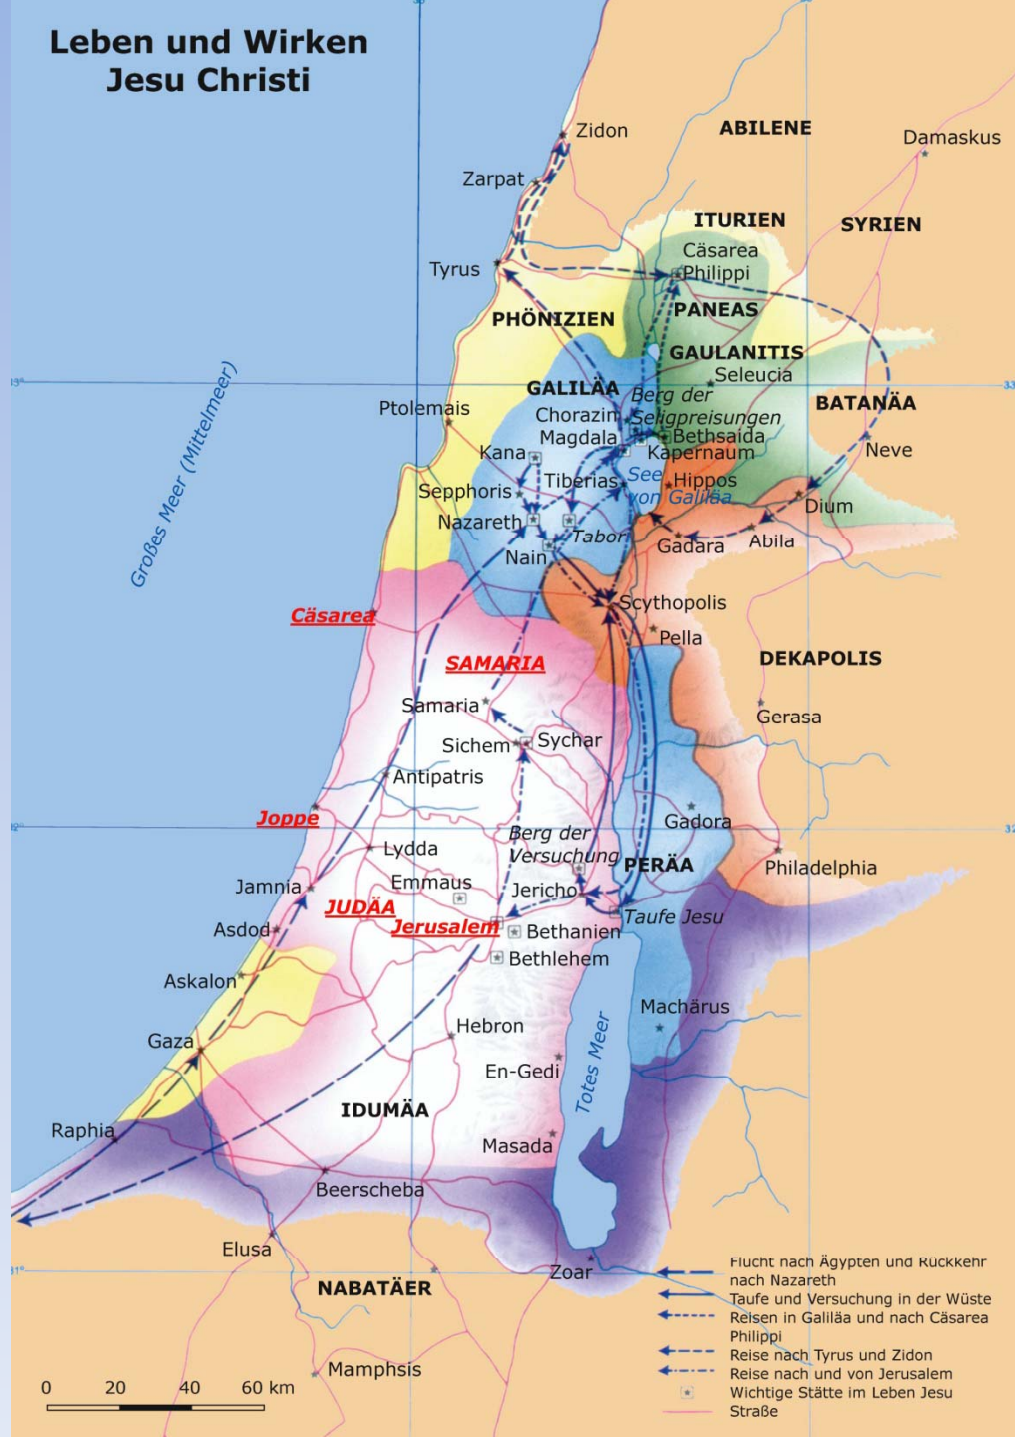 Leben und Wirken
Jesu Christi
Zidon
ABILENE
Damaskus
Zarpat
ITURIEN
SYRIEN
Cäsarea
Philippi
Tyrus
PHÖNIZIEN
PANEAS
GAULANITIS
Seleucia
33°
33
GALILÄA
Berg der
Seligpreisungen
BATANÄA
Ptolemais
Chorazin
Magdala
Bethsaida
Kapernaum
Neve
Kana
Tiberias
See
von Galiläa
Hippos
Sepphoris
Dium
Nazareth
Tabor
Gadara
Abila
Nain
Großes Meer (Mittelmeer)
Scythopolis
Cäsarea
Pella
SAMARIA
DEKAPOLIS
Samaria
Gerasa
Sichem
Sychar
Antipatris
Joppe
32°
32
Gadora
Berg der
Versuchung
Lydda
PERÄA
Philadelphia
Emmaus
Jericho
Jamnia
JUDÄA
Taufe Jesu
Jerusalem
Asdod
Bethanien
Bethlehem
Askalon
Machärus
Hebron
Gaza
En-Gedi
Totes Meer
IDUMÄA
Raphia
Masada
Beerscheba
Elusa
Zoar
31°
NABATÄER
Mamphsis
0 20 40 60 km
Flucht nach Ägypten und Rückkehr
nach Nazareth
Taufe und Versuchung in der Wüste
Reisen in Galiläa und nach Cäsarea
Philippi
Reise nach Tyrus und Zidon
Reise nach und von Jerusalem
Wichtige Stätte im Leben Jesu
Straße